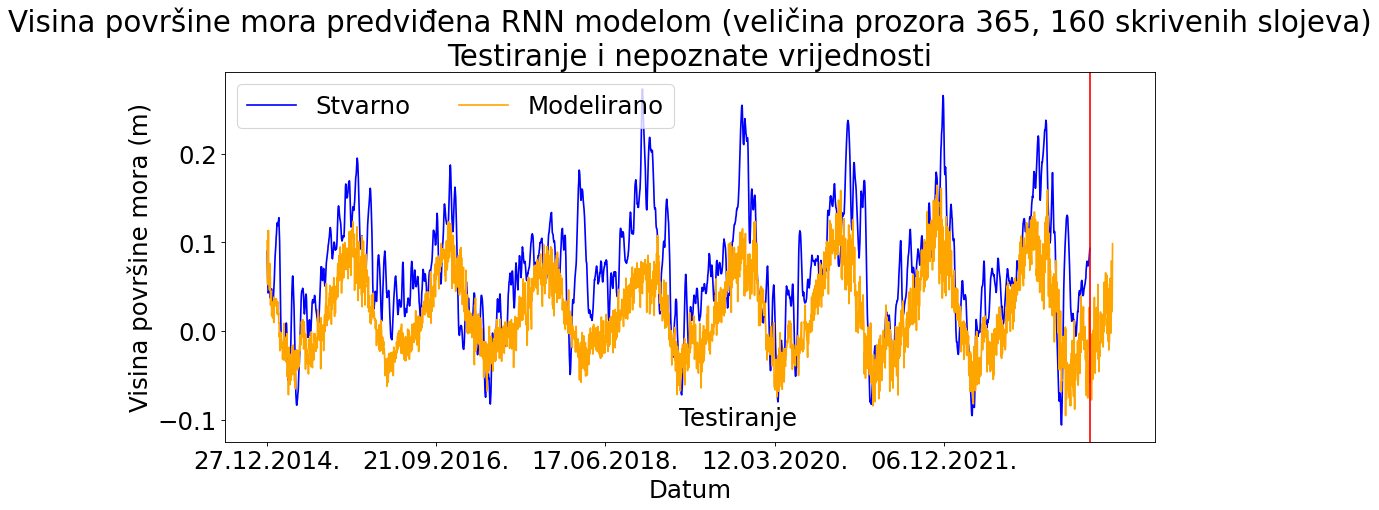 Visina površine mora predviđena RNN modelom (veličina prozora 365, 160 skrivenih slojeva)
Testiranje i nepoznate vrijednosti
Stvarno
Modelirano
Visina površine mora (m)
0.2
0.1
0.0
−0.1
Testiranje
27.12.2014.
21.09.2016.
17.06.2018.
12.03.2020.
06.12.2021.
Datum